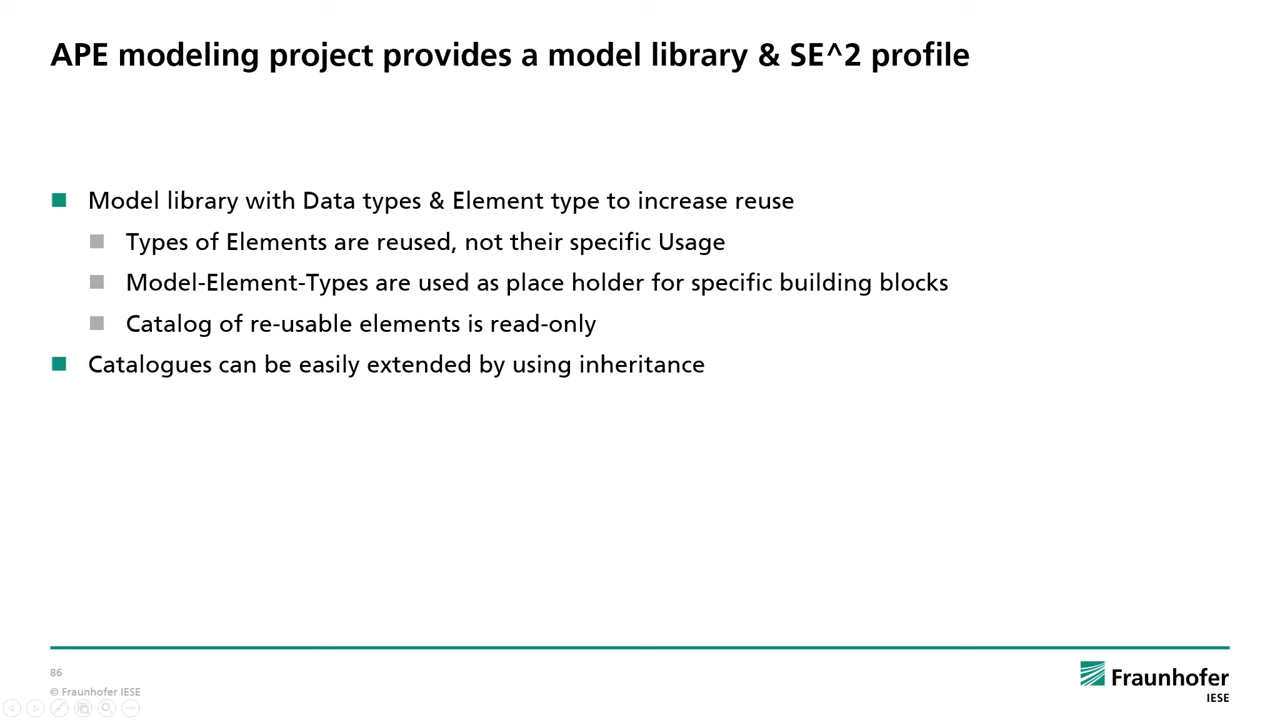 APE modeling project provides a model library & SE^2 profile
Model library with Data types & Element type to increase reuse
Types of Elements are reused, not their specific Usage
Model-Element-Types are used as place holder for specific building blocks
Catalog of re-usable elements is read-only
Catalogues can be easily extended by using inheritance
86
© Fraunhofer IESE
Fraunhofer
IESE